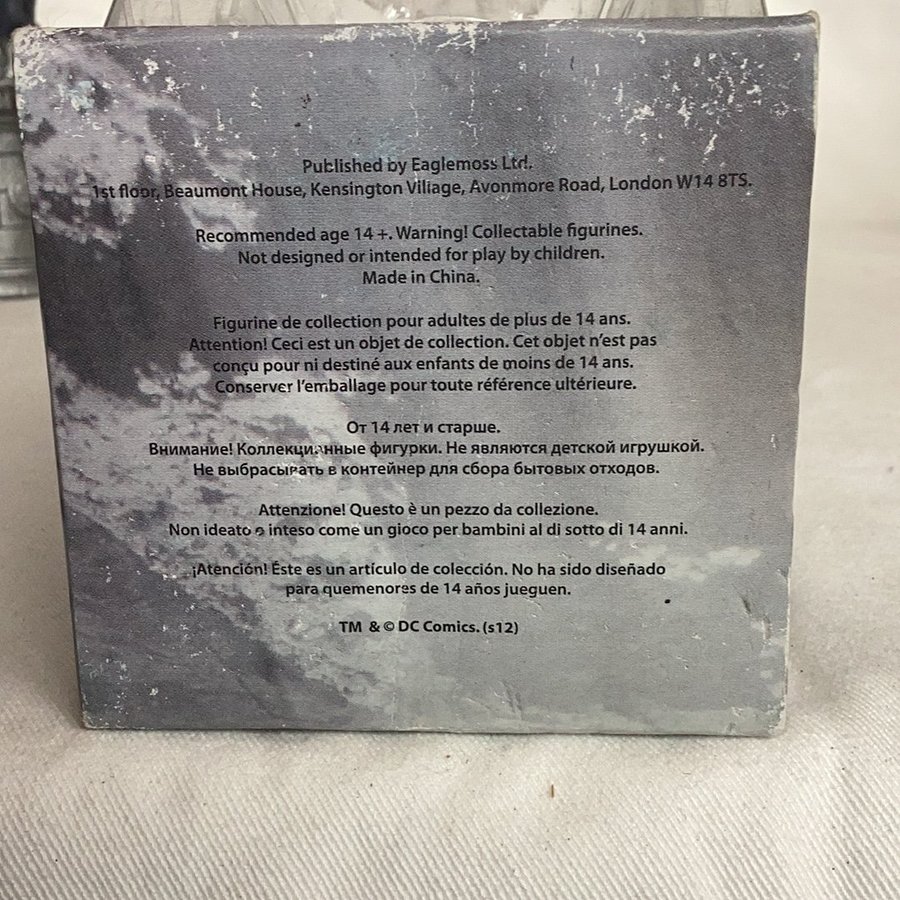 Published by Eaglemoss Ltd.
1st floor, Beaumont House, Kensington Village, Avonmore Road, London W14 8TS.
Recommended age 14 +. Warning! Collectable figurines.
Not designed or intended for play by children.
Made in China.
Figurine de collection pour adultes de plus de 14 ans.
Attention! Ceci est un objet de collection. Cet objet n'est pas
conçu pour ni destiné aux enfants de moins de 14 ans.
Conserver l'emballage pour toute référence ultérieure.
От 14 лет и старше.
Внимание! Коллекционные фигурки. Не являются детской игрушкой.
Не выбрасывать в контейнер для сбора бытовых отходов.
Attenzione! Questo è un pezzo da collezione.
Non ideato o inteso come un gioco per bambini al di sotto di 14 anni.
¡Atención! Éste es un artículo de colección. No ha sido diseñado
para quemenores de 14 años jueguen.
TM & © DC Comics. (s12)